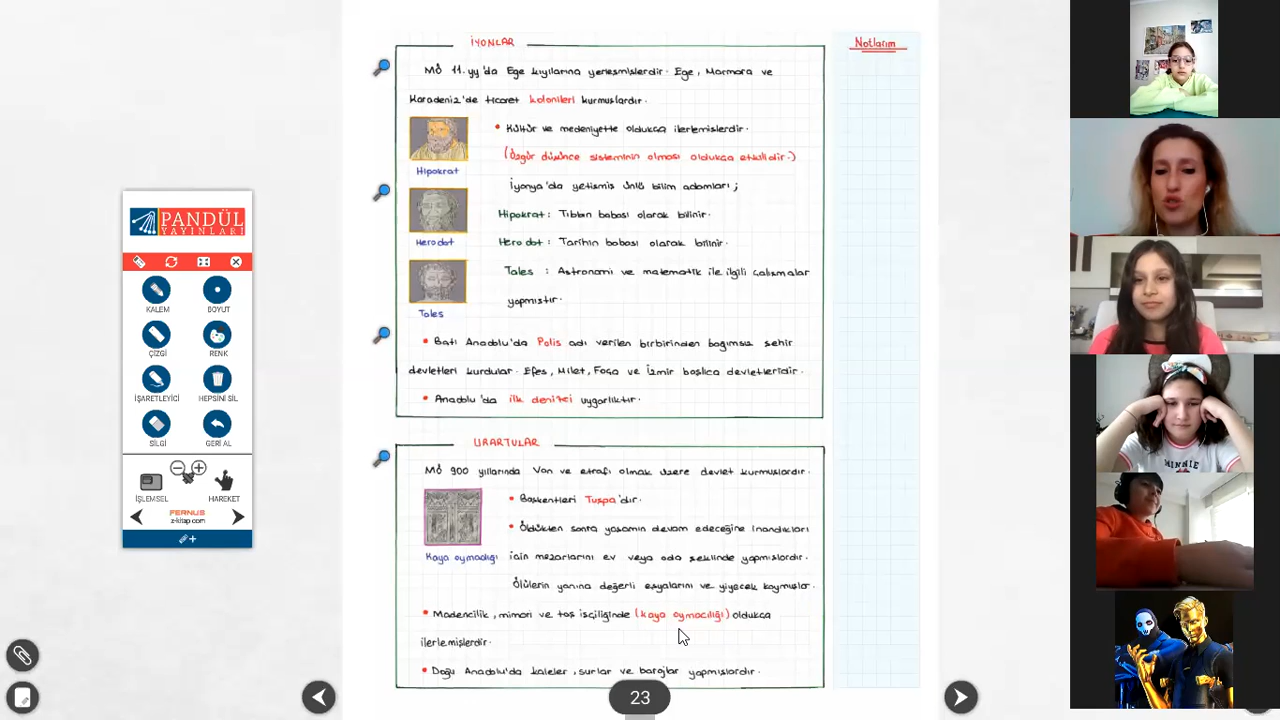 İYONLAR
Notlarım
MÖ 11. yy'da Ege kıyılarına yerleşmişlerdir. Ege, Marmara ve
Karadeniz'de ticaret kolonileri kurmuşlardır.
• Kültür ve medeniyette oldukça ilerlemişlerdir.
(Özgür düşünce sisteminin olması oldukça etkilidir.)
Hipokrat
İyonya'da yetişmiş ünlü bilim adamları;
Hipokrat: Tıbbın babası olarak bilinir.
Herodot
Herodot: Tarihin babası olarak bilinir.
Tales : Astronomi ve matematik ile ilgili çalışmalar
yapmıştır.
Tales
• Batı Anadolu'da Polis adı verilen birbirinden bağımsız şehir
devletleri kurdular. Efes, Milet, Foça ve İzmir başlıca devletleridir.
• Anadolu'da ilk denizci uygarlıktır.
URARTULAR
MÖ 900 yıllarında Van ve etrafı olmak üzere devlet kurmuşlardır.
• Başkentleri Tuşpa'dır.
• Öldükten sonra yaşamın devam edeceğine inandıkları
Kaya oymacılığı
için mezarlarını ev veya oda şeklinde yapmışlardır.
Ölülerin yanına değerli eşyalarını ve yiyecek koymuşlar.
• Madencilik, mimari ve taş işçiliğinde (kaya oymacılığı) oldukça
ilerlemişlerdir.
• Doğu Anadolu'da kaleler, surlar ve barajlar yapmışlardır.
23
PANDÜL
YAYINLARI
KALEM
BOYUT
ÇİZGİ
RENK
İŞARETLEYİCİ
HEPSİNİ SİL
SİLGİ
GERİ AL
İŞLEMSEL
HAREKET
FERNUS
z-kitap.com
MINNIE